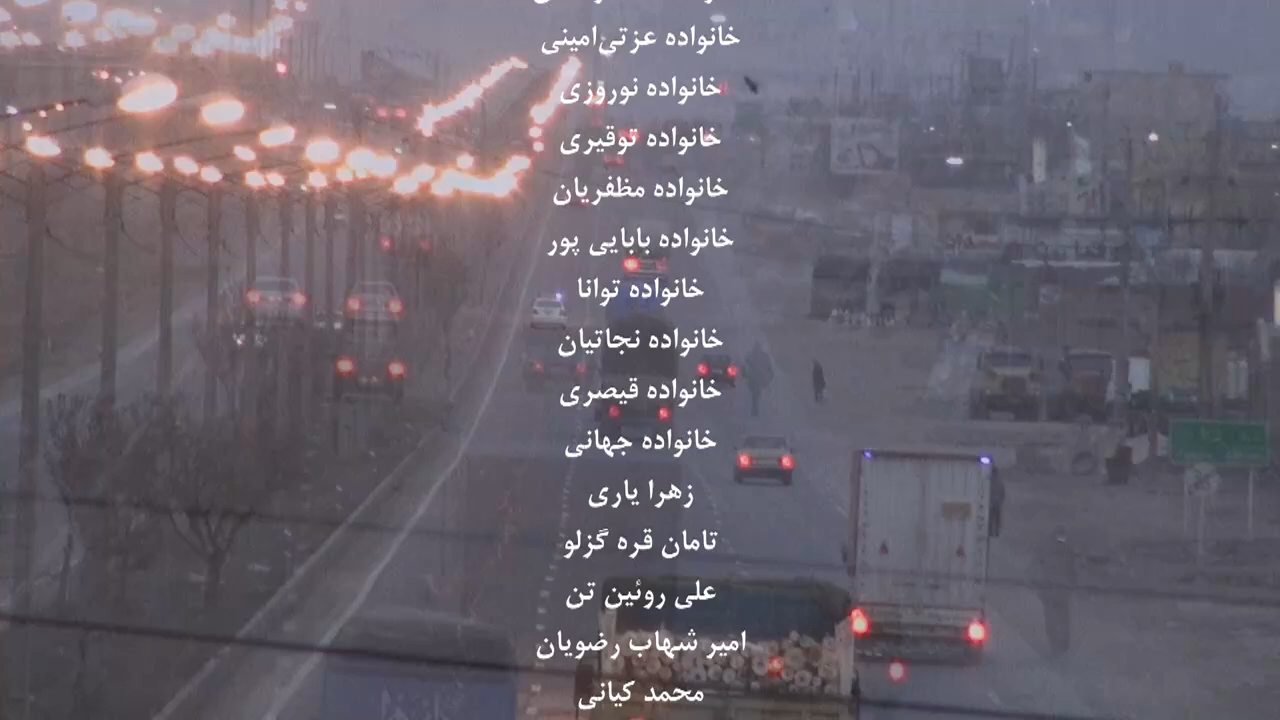 خانواده عزتی‌امینی
خانواده نوروزی
خانواده توقیری
خانواده مظفریان
خانواده بابایی پور
خانواده توانا
خانواده نجاتیان
خانواده قیصری
خانواده جهانی
زهرا یاری
تامان قره گزلو
علی روئین تن
امیر شهاب رضویان
محمد کیانی